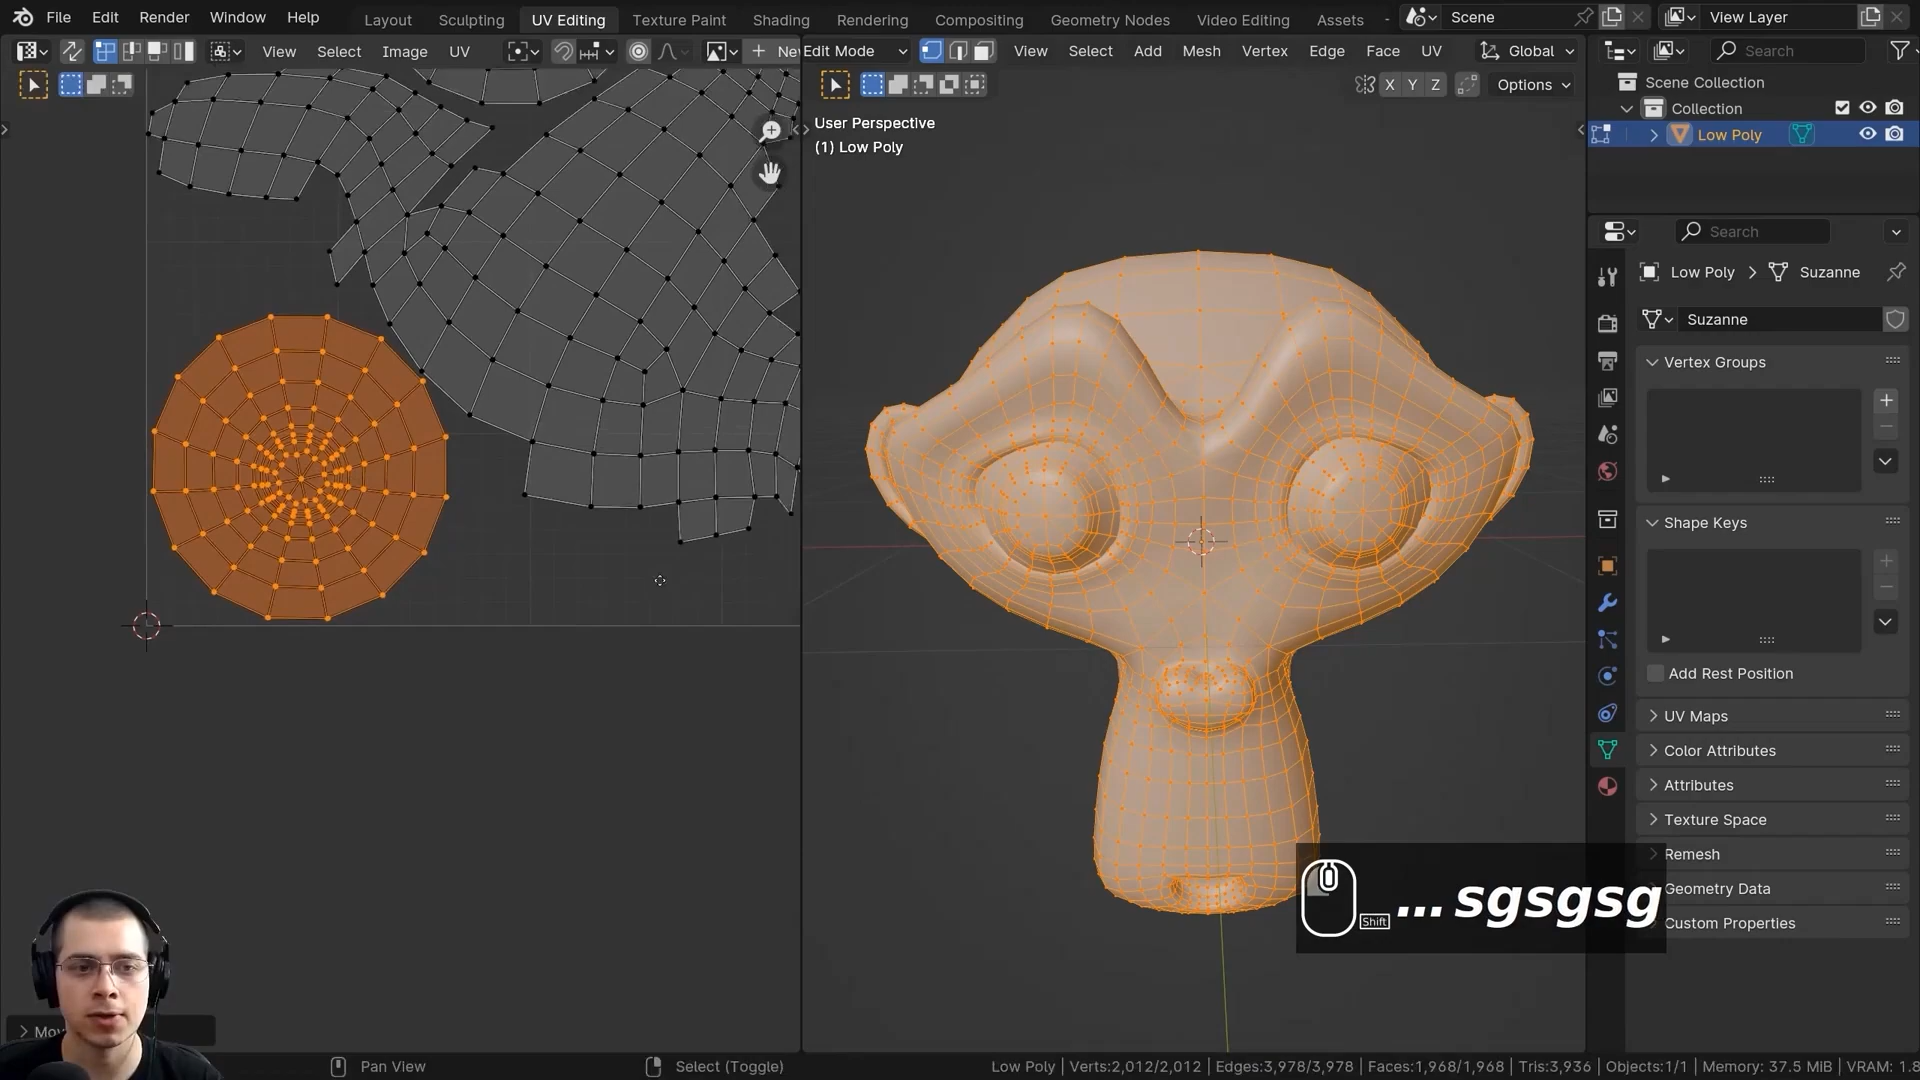 File Edit Render Window Help Layout Sculpting UV Editing Texture Paint Shading Rendering Compositing Geometry Nodes Video Editing Assets Scene View Layer
View Select Image UV New Edit Mode View Select Add Mesh Vertex Edge Face UV Global Search
X Y Z Options
Scene Collection
Collection
Low Poly
User Perspective
(1) Low Poly
Search
Low Poly > Suzanne
Suzanne
Vertex Groups
Shape Keys
Add Rest Position
UV Maps
Color Attributes
Attributes
Texture Space
Remesh
Geometry Data
Custom Properties
Shift ... sgsgsg
Pan View Select (Toggle) Low Poly | Verts:2,012/2,012 | Edges:3,978/3,978 | Faces:1,968/1,968 | Tris:3,936 | Objects:1/1 | Memory: 37.5 MiB | VRAM: 1.8